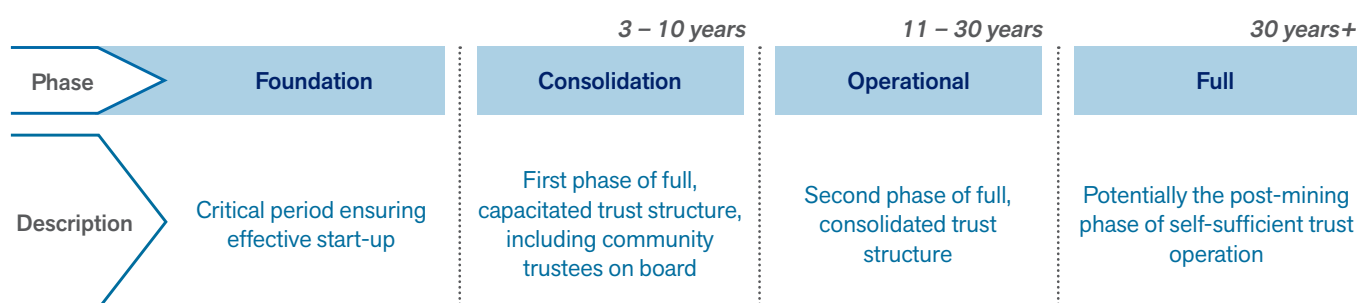 3 – 10 years
11 – 30 years
30 years+
Phase
Foundation
Consolidation
Operational
Full
Description
Critical period ensuring
effective start-up
First phase of full,
capacitated trust structure,
including community
trustees on board
Second phase of full,
consolidated trust
structure
Potentially the post-mining
phase of self-sufficient trust
operation